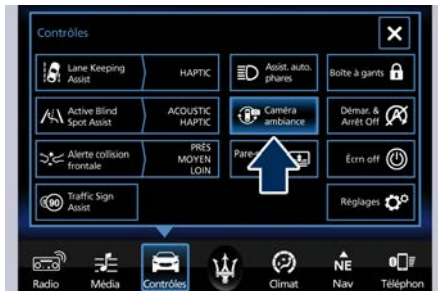 Contrôles
Lane Keeping
Assist
HAPTIC
Assist. auto.
phares
Boîte à gants
Active Blind
Spot Assist
ACOUSTIC
HAPTIC
Caméra
ambiance
Démar. &
Arrêt Off
Alerte collision
frontale
PRÈS
MOYEN
LOIN
Pare-
Écrn off
90
Traffic Sign
Assist
Réglages
Radio
Média
Contrôles
Climat
NE
Nav
Téléphon